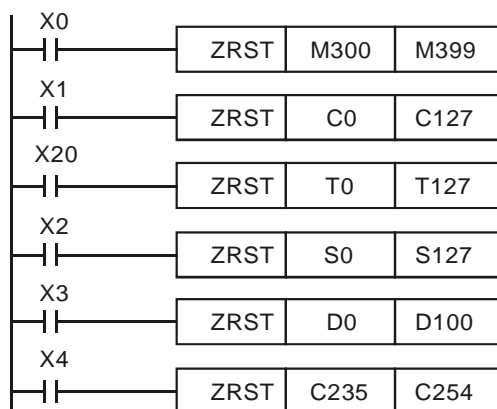 X0
ZRST M300 M399
X1
ZRST C0 C127
X20
ZRST T0 T127
X2
ZRST S0 S127
X3
ZRST D0 D100
X4
ZRST C235 C254